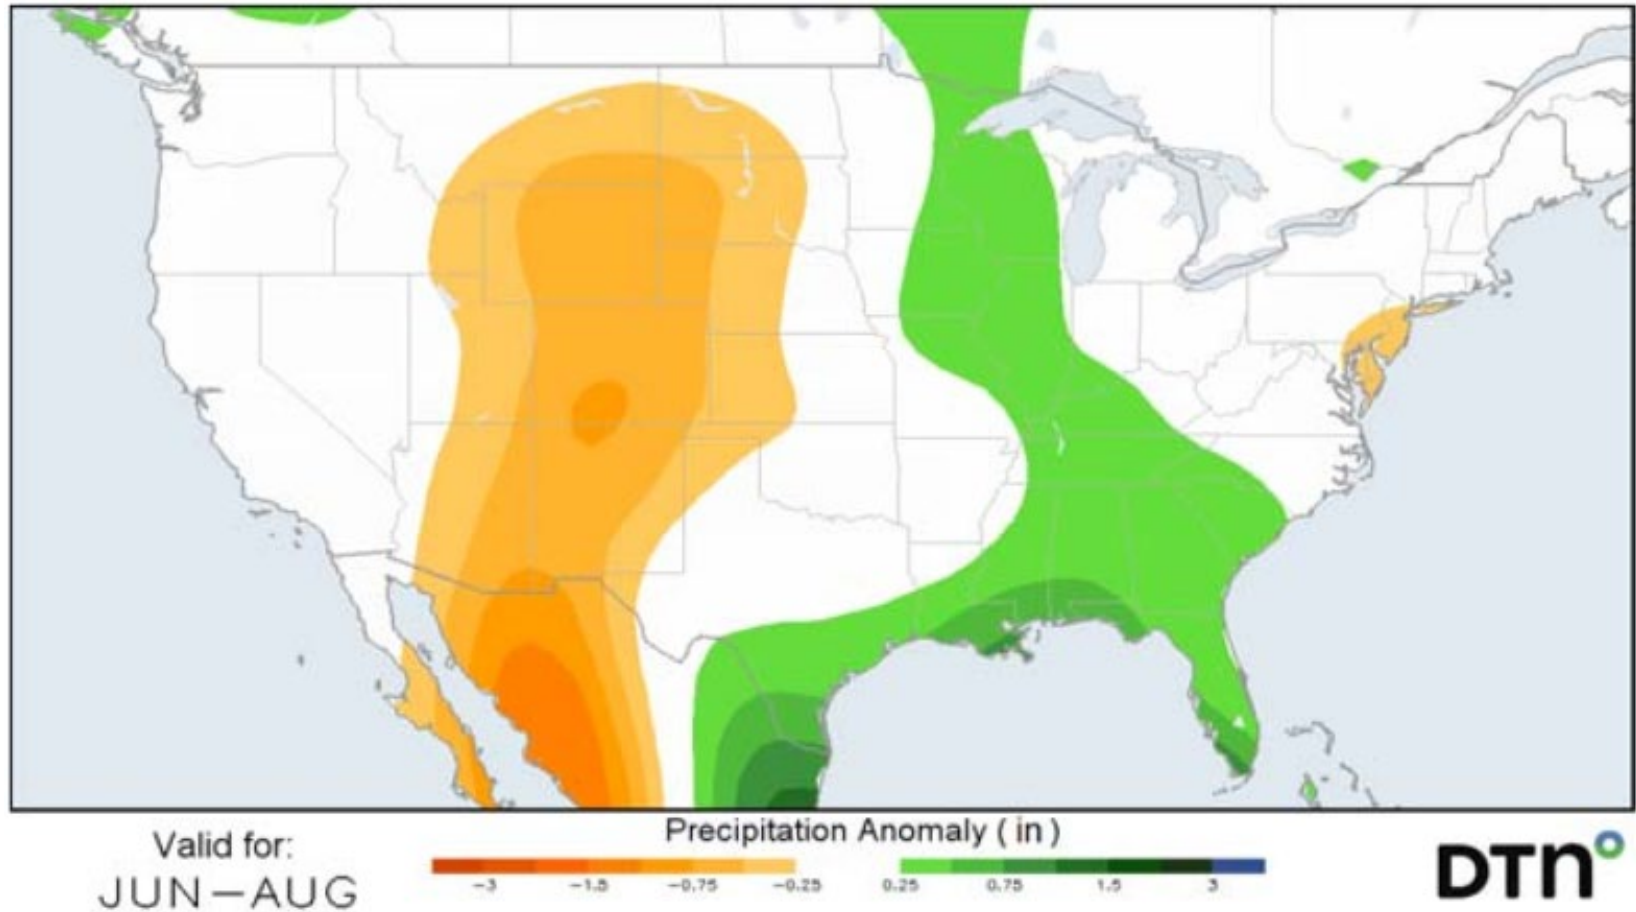 Precipitation Anomaly ( in )
Valid for:
JUN–AUG
-3 -1.5 -0.75 -0.25 0.25 0.75 1.5 3
DTN